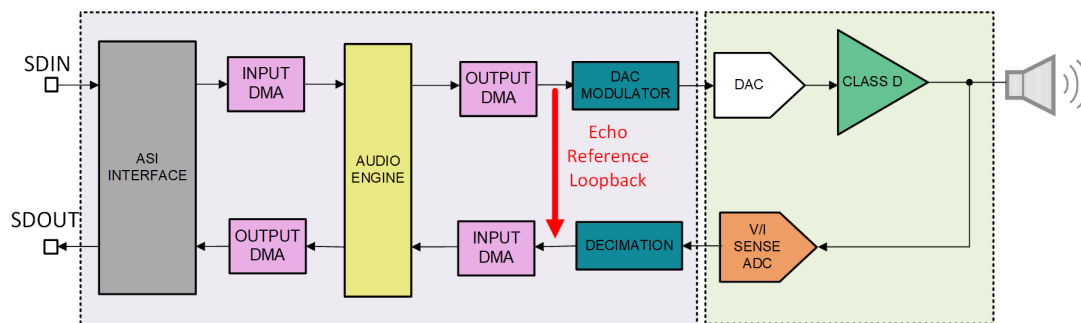 SDIN
ASI
INTERFACE
SDOUT
INPUT
DMA
OUTPUT
DMA
AUDIO
ENGINE
OUTPUT
DMA
INPUT
DMA
Echo
Reference
Loopback
DAC
MODULATOR
DECIMATION
DAC
CLASS D
V/I
SENSE
ADC